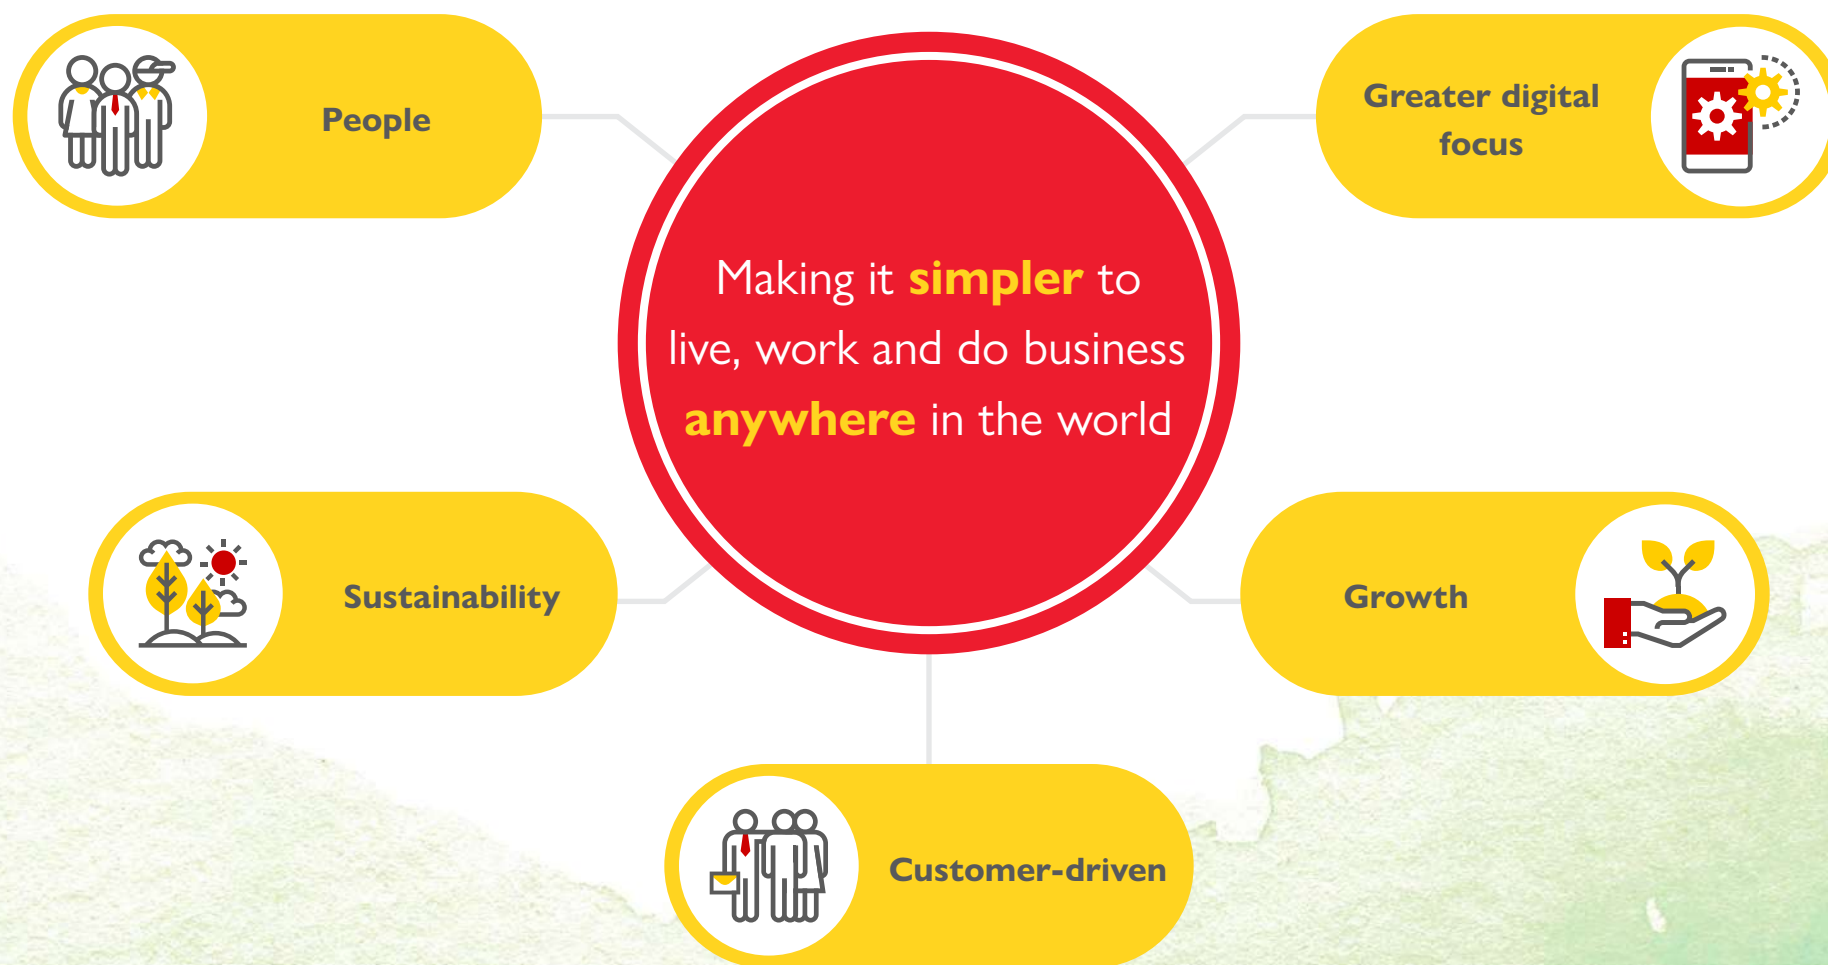 People
Greater digital
focus
Making it simpler to
live, work and do business
anywhere in the world
Sustainability
Growth
Customer-driven